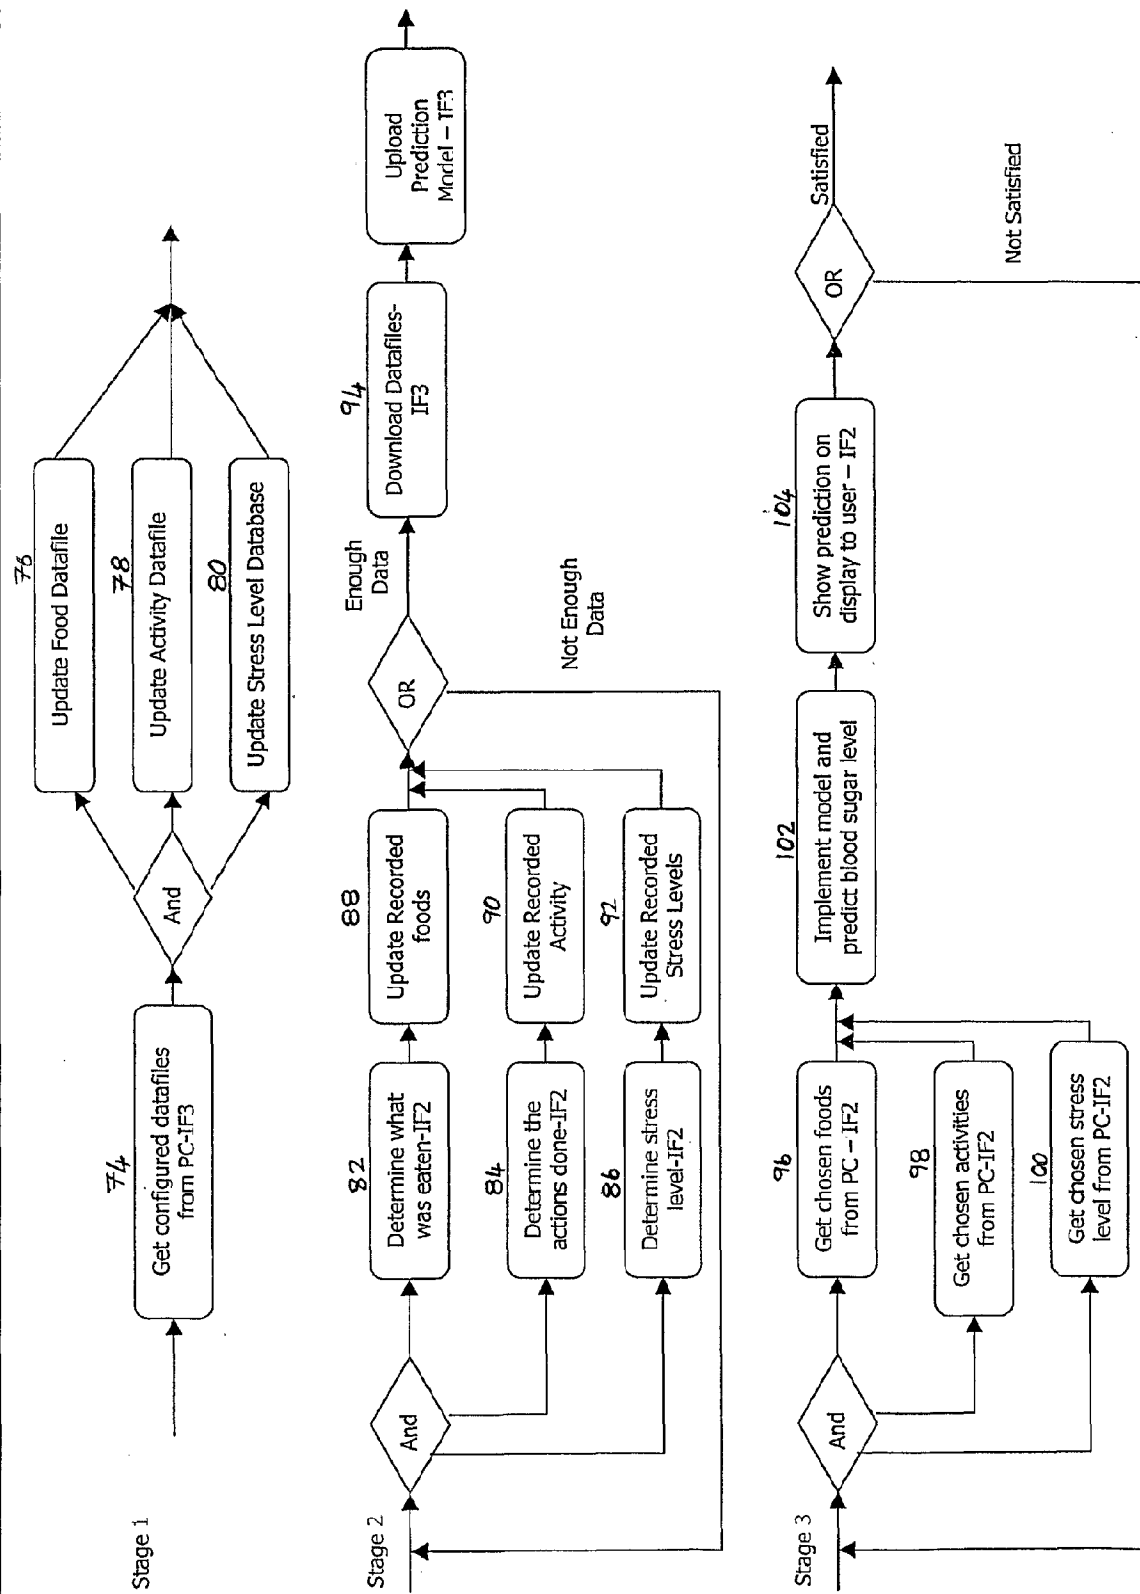 Stage 1
74
Get configured datafiles
from PC-IF3
And
76
Update Food Datafile
78
Update Activity Datafile
80
Update Stress Level Database
Stage 2
And
82
Determine what
was eaten-IF2
84
Determine the
actions done-IF2
86
Determine stress
level-IF2
88
Update Recorded
foods
90
Update Recorded
Activity
92
Update Recorded
Stress Levels
OR
Enough
Data
Not Enough
Data
94
Download Datafiles-
IF3
Upload
Prediction
Model – IF3
Stage 3
And
96
Get chosen foods
from PC – IF2
98
Get chosen activities
from PC-IF2
100
Get chosen stress
level from PC-IF2
102
Implement model and
predict blood sugar level
104
Show prediction on
display to user – IF2
OR
Satisfied
Not Satisfied